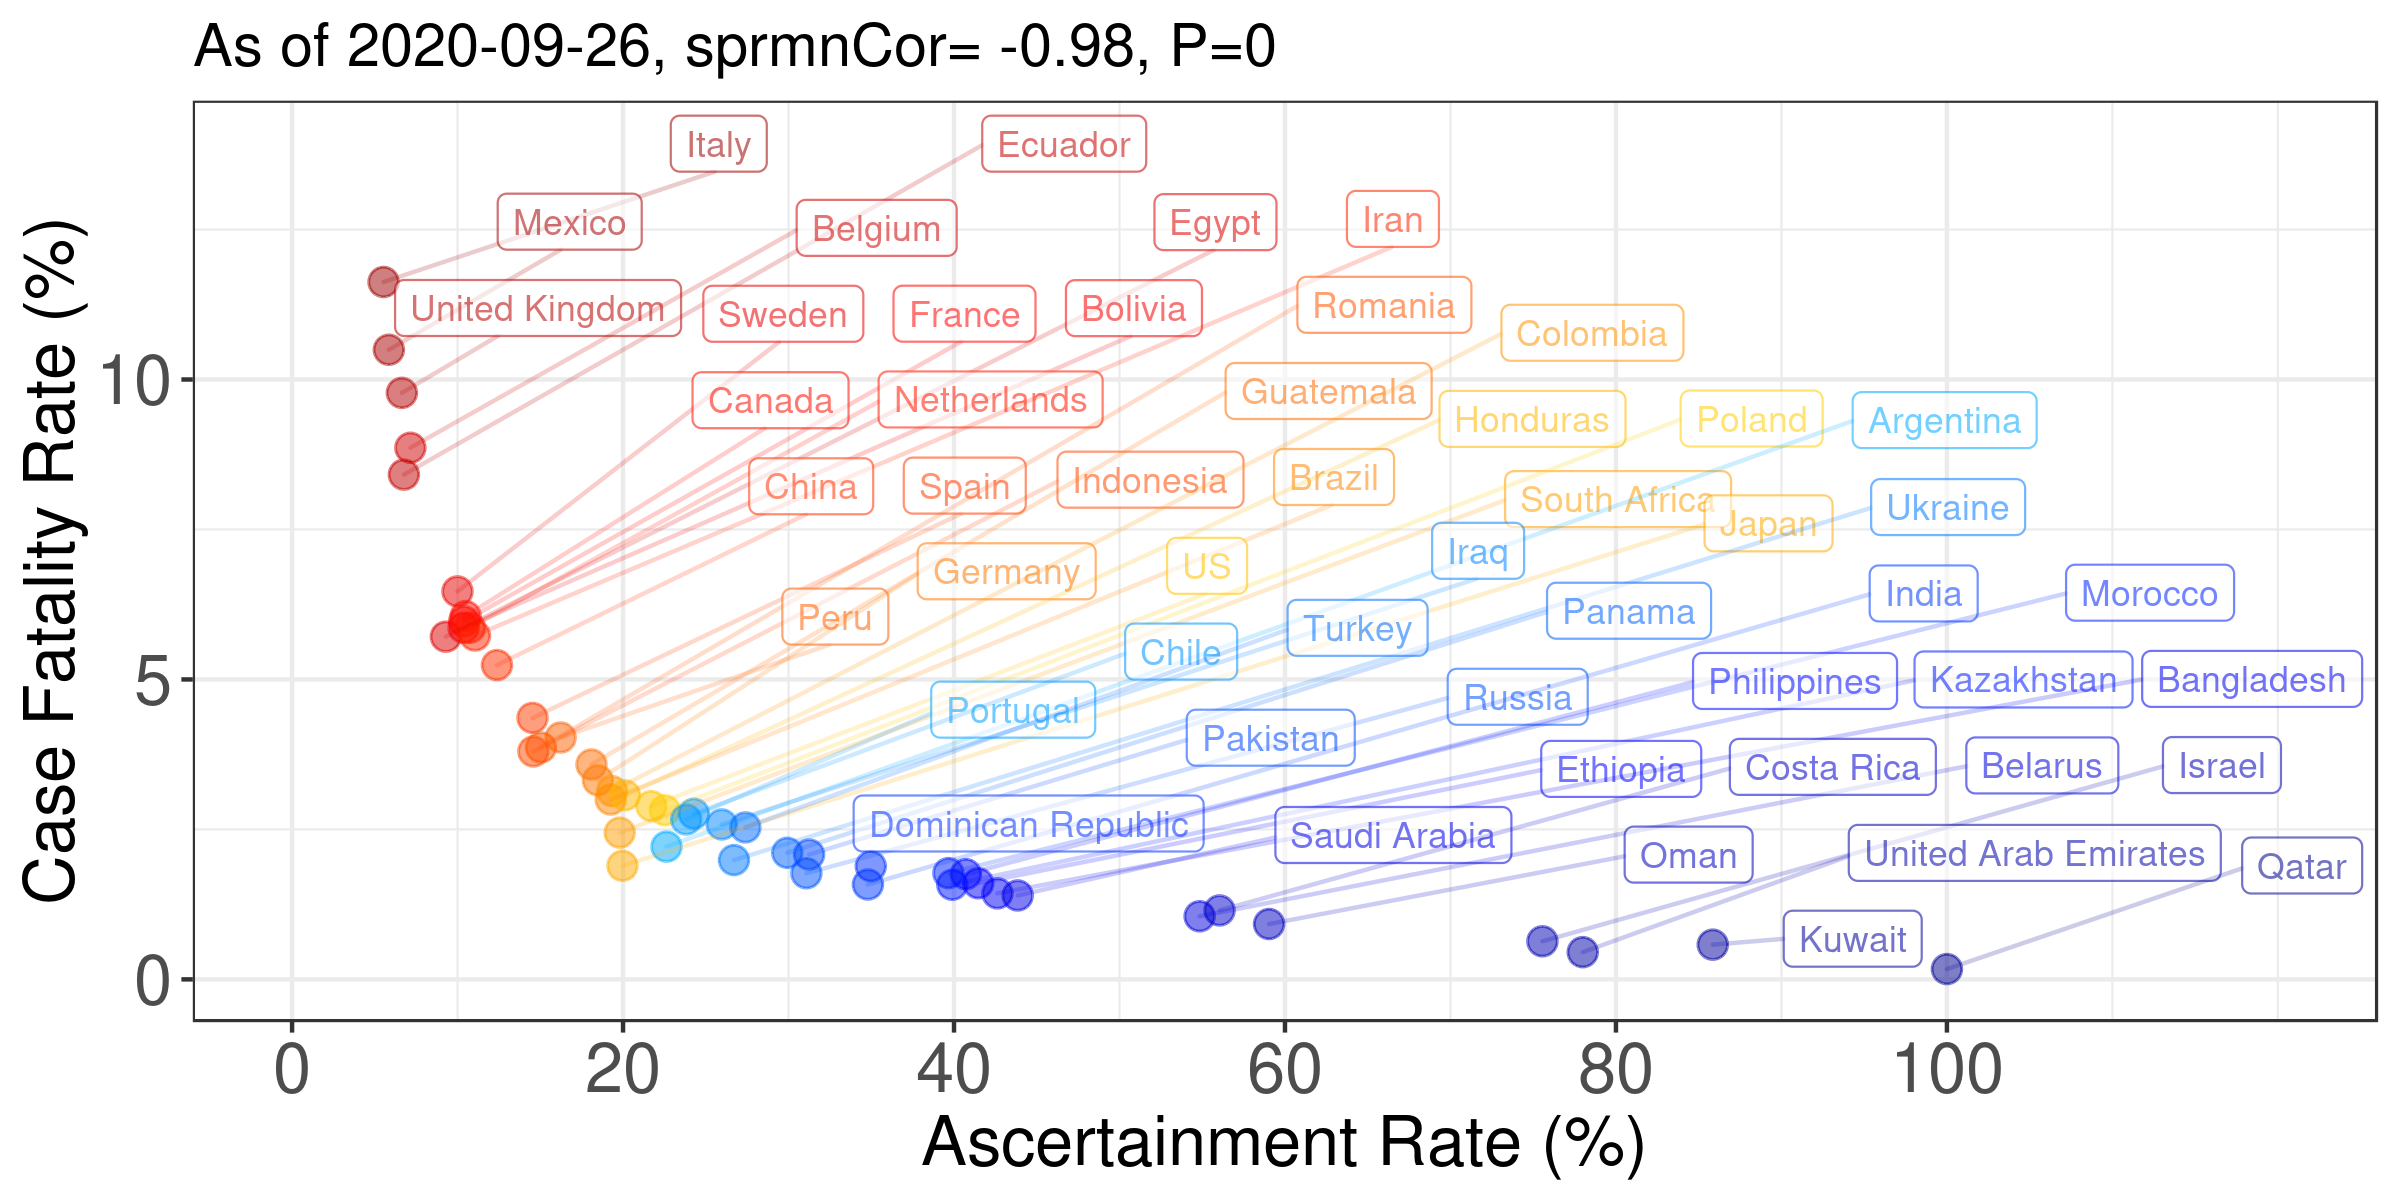 As of 2020-09-26, sprmnCor= -0.98, P=0
Italy
Ecuador
Mexico
Belgium
Egypt
Iran
United Kingdom
Sweden
France
Bolivia
Romania
Colombia
Canada
Netherlands
Guatemala
Honduras
Poland
Argentina
China
Spain
Indonesia
Brazil
South Africa
Japan
Ukraine
Peru
Germany
US
Iraq
India
Morocco
Chile
Turkey
Panama
Portugal
Pakistan
Russia
Philippines
Kazakhstan
Bangladesh
Ethiopia
Costa Rica
Belarus
Israel
Dominican Republic
Saudi Arabia
Oman
United Arab Emirates
Qatar
Kuwait
Case Fatality Rate (%)
10
5
0
0
20
40
60
80
100
Ascertainment Rate (%)